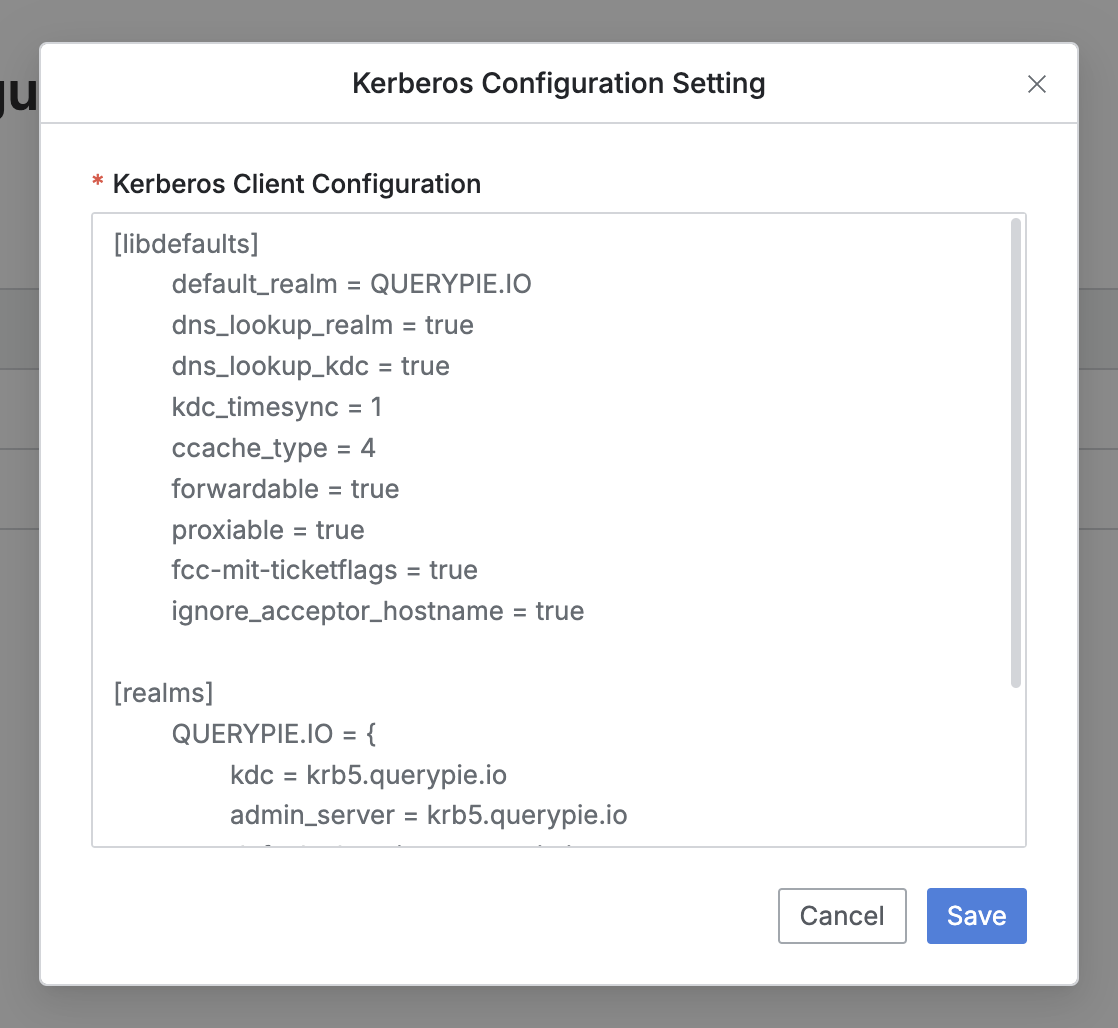 gu
Kerberos Configuration Setting
* Kerberos Client Configuration
[libdefaults]
default_realm = QUERYPIE.IO
dns_lookup_realm = true
dns_lookup_kdc = true
kdc_timesync = 1
ccache_type = 4
forwardable = true
proxiable = true
fcc-mit-ticketflags = true
ignore_acceptor_hostname = true
[realms]
QUERYPIE.IO = {
kdc = krb5.querypie.io
admin_server = krb5.querypie.io
Cancel
Save